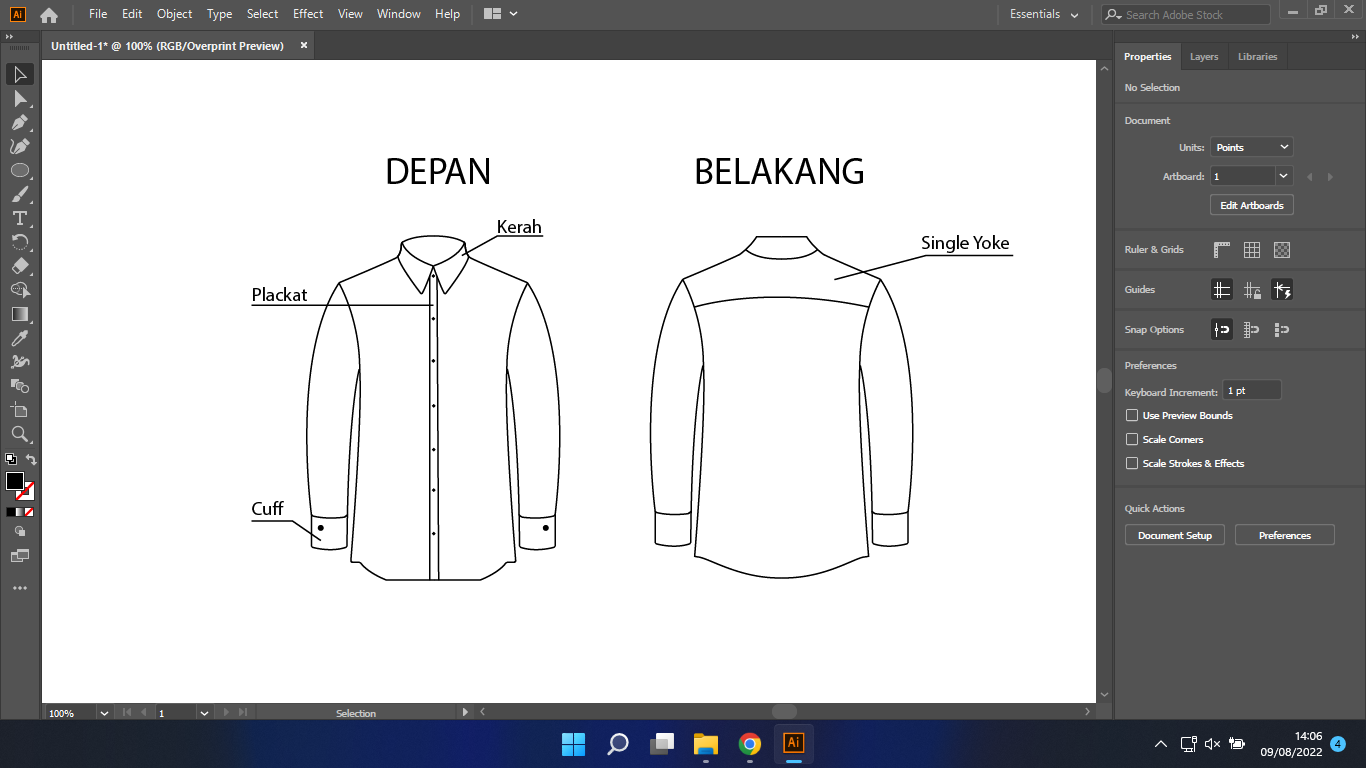 Ai File Edit Object Type Select Effect View Window Help Essentials Search Adobe Stock
Untitled-1* @ 100% (RGB/Overprint Preview) ×
Properties Layers Libraries
No Selection
Document
Units: Points
Artboard: 1
Edit Artboards
Ruler & Grids
Guides
Snap Options
Preferences
Keyboard Increment: 1 pt
Use Preview Bounds
Scale Corners
Scale Strokes & Effects
Quick Actions
Document Setup Preferences
DEPAN BELAKANG
Kerah
Single Yoke
Plackat
Cuff
100% 1 Selection
Ai
14:06
09/08/2022
4